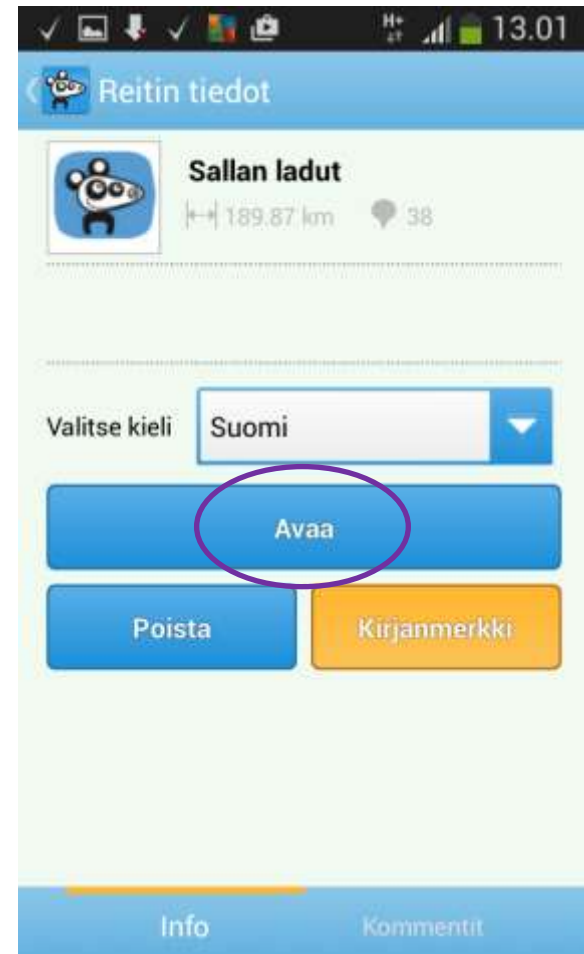 H+ 13.01
Reitin tiedot
Sallan ladut
189.87 km 38
Valitse kieli Suomi
Avaa
Poista Kirjanmerkki
Info Kommentit